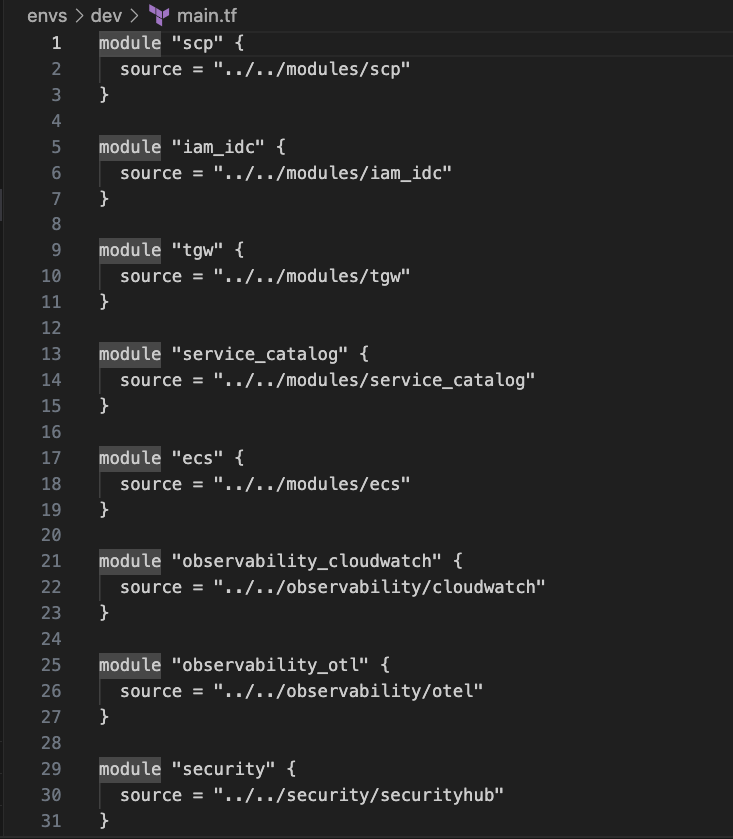 envs > dev > main.tf
1 module "scp" {
2   source = "../../modules/scp"
3 }
4
5 module "iam_idc" {
6   source = "../../modules/iam_idc"
7 }
8
9 module "tgw" {
10   source = "../../modules/tgw"
11 }
12
13 module "service_catalog" {
14   source = "../../modules/service_catalog"
15 }
16
17 module "ecs" {
18   source = "../../modules/ecs"
19 }
20
21 module "observability_cloudwatch" {
22   source = "../../observability/cloudwatch"
23 }
24
25 module "observability_otl" {
26   source = "../../observability/otel"
27 }
28
29 module "security" {
30   source = "../../security/securityhub"
31 }